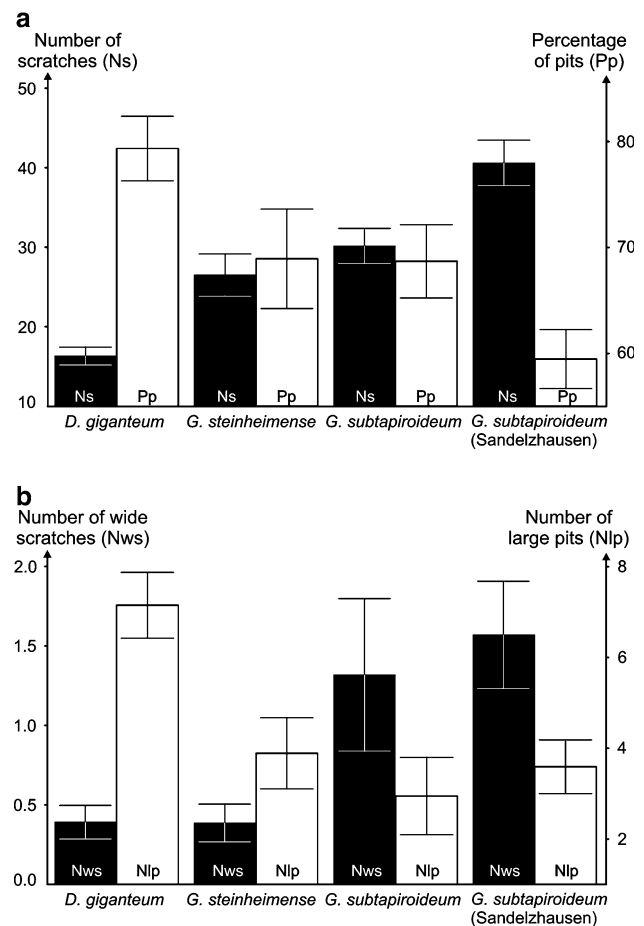 a
Number of
scratches (Ns)
Percentage
of pits (Pp)
50
40
30
20
10
80
70
60
Ns
Pp
Ns
Pp
Ns
Pp
Ns
Pp
D. giganteum
G. steinheimense
G. subtapiroideum
G. subtapiroideum
(Sandelzhausen)
b
Number of wide
scratches (Nws)
Number of
large pits (Nlp)
2.0
1.5
1.0
0.5
0.0
8
6
4
2
Nws
Nlp
Nws
Nlp
Nws
Nlp
Nws
Nlp
D. giganteum
G. steinheimense
G. subtapiroideum
G. subtapiroideum
(Sandelzhausen)